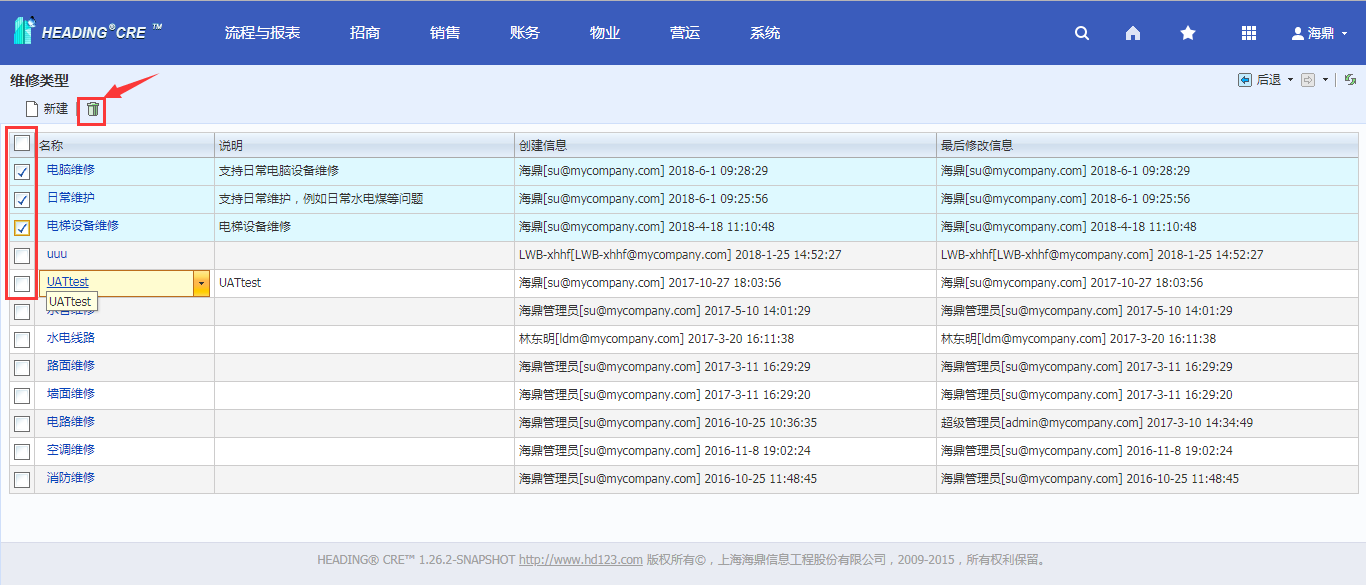 HEADING®CRE ™ 流程与报表 招商 销售 账务 物业 营运 系统 海鼎
维修类型 后退
新建
名称 说明 创建信息 最后修改信息
电脑维修 支持日常电脑设备维修 海鼎[su@mycompany.com] 2018-6-1 09:28:29 海鼎[su@mycompany.com] 2018-6-1 09:28:29
日常维护 支持日常维护，例如日常水电煤等问题 海鼎[su@mycompany.com] 2018-6-1 09:25:56 海鼎[su@mycompany.com] 2018-6-1 09:25:56
电梯设备维修 电梯设备维修 海鼎[su@mycompany.com] 2018-4-18 11:10:48 海鼎[su@mycompany.com] 2018-4-18 11:10:48
uuu LWB-xhhf[LWB-xhhf@mycompany.com] 2018-1-25 14:52:27 LWB-xhhf[LWB-xhhf@mycompany.com] 2018-1-25 14:52:27
UATtest UATtest 海鼎[su@mycompany.com] 2017-10-27 18:03:56 海鼎[su@mycompany.com] 2017-10-27 18:03:56
UATtest
海鼎管理员[su@mycompany.com] 2017-5-10 14:01:29 海鼎管理员[su@mycompany.com] 2017-5-10 14:01:29
水电线路 林东明[ldm@mycompany.com] 2017-3-20 16:11:38 林东明[ldm@mycompany.com] 2017-3-20 16:11:38
路面维修 海鼎管理员[su@mycompany.com] 2017-3-11 16:29:29 海鼎管理员[su@mycompany.com] 2017-3-11 16:29:29
墙面维修 海鼎管理员[su@mycompany.com] 2017-3-11 16:29:20 海鼎管理员[su@mycompany.com] 2017-3-11 16:29:20
电路维修 海鼎管理员[su@mycompany.com] 2016-10-25 10:36:35 超级管理员[admin@mycompany.com] 2017-3-10 14:34:49
空调维修 海鼎管理员[su@mycompany.com] 2016-11-8 19:02:24 海鼎管理员[su@mycompany.com] 2016-11-8 19:02:24
消防维修 海鼎管理员[su@mycompany.com] 2016-10-25 11:48:45 海鼎管理员[su@mycompany.com] 2016-10-25 11:48:45
HEADING® CRE™ 1.26.2-SNAPSHOT http://www.hd123.com 版权所有©，上海海鼎信息工程股份有限公司，2009-2015，所有权利保留。